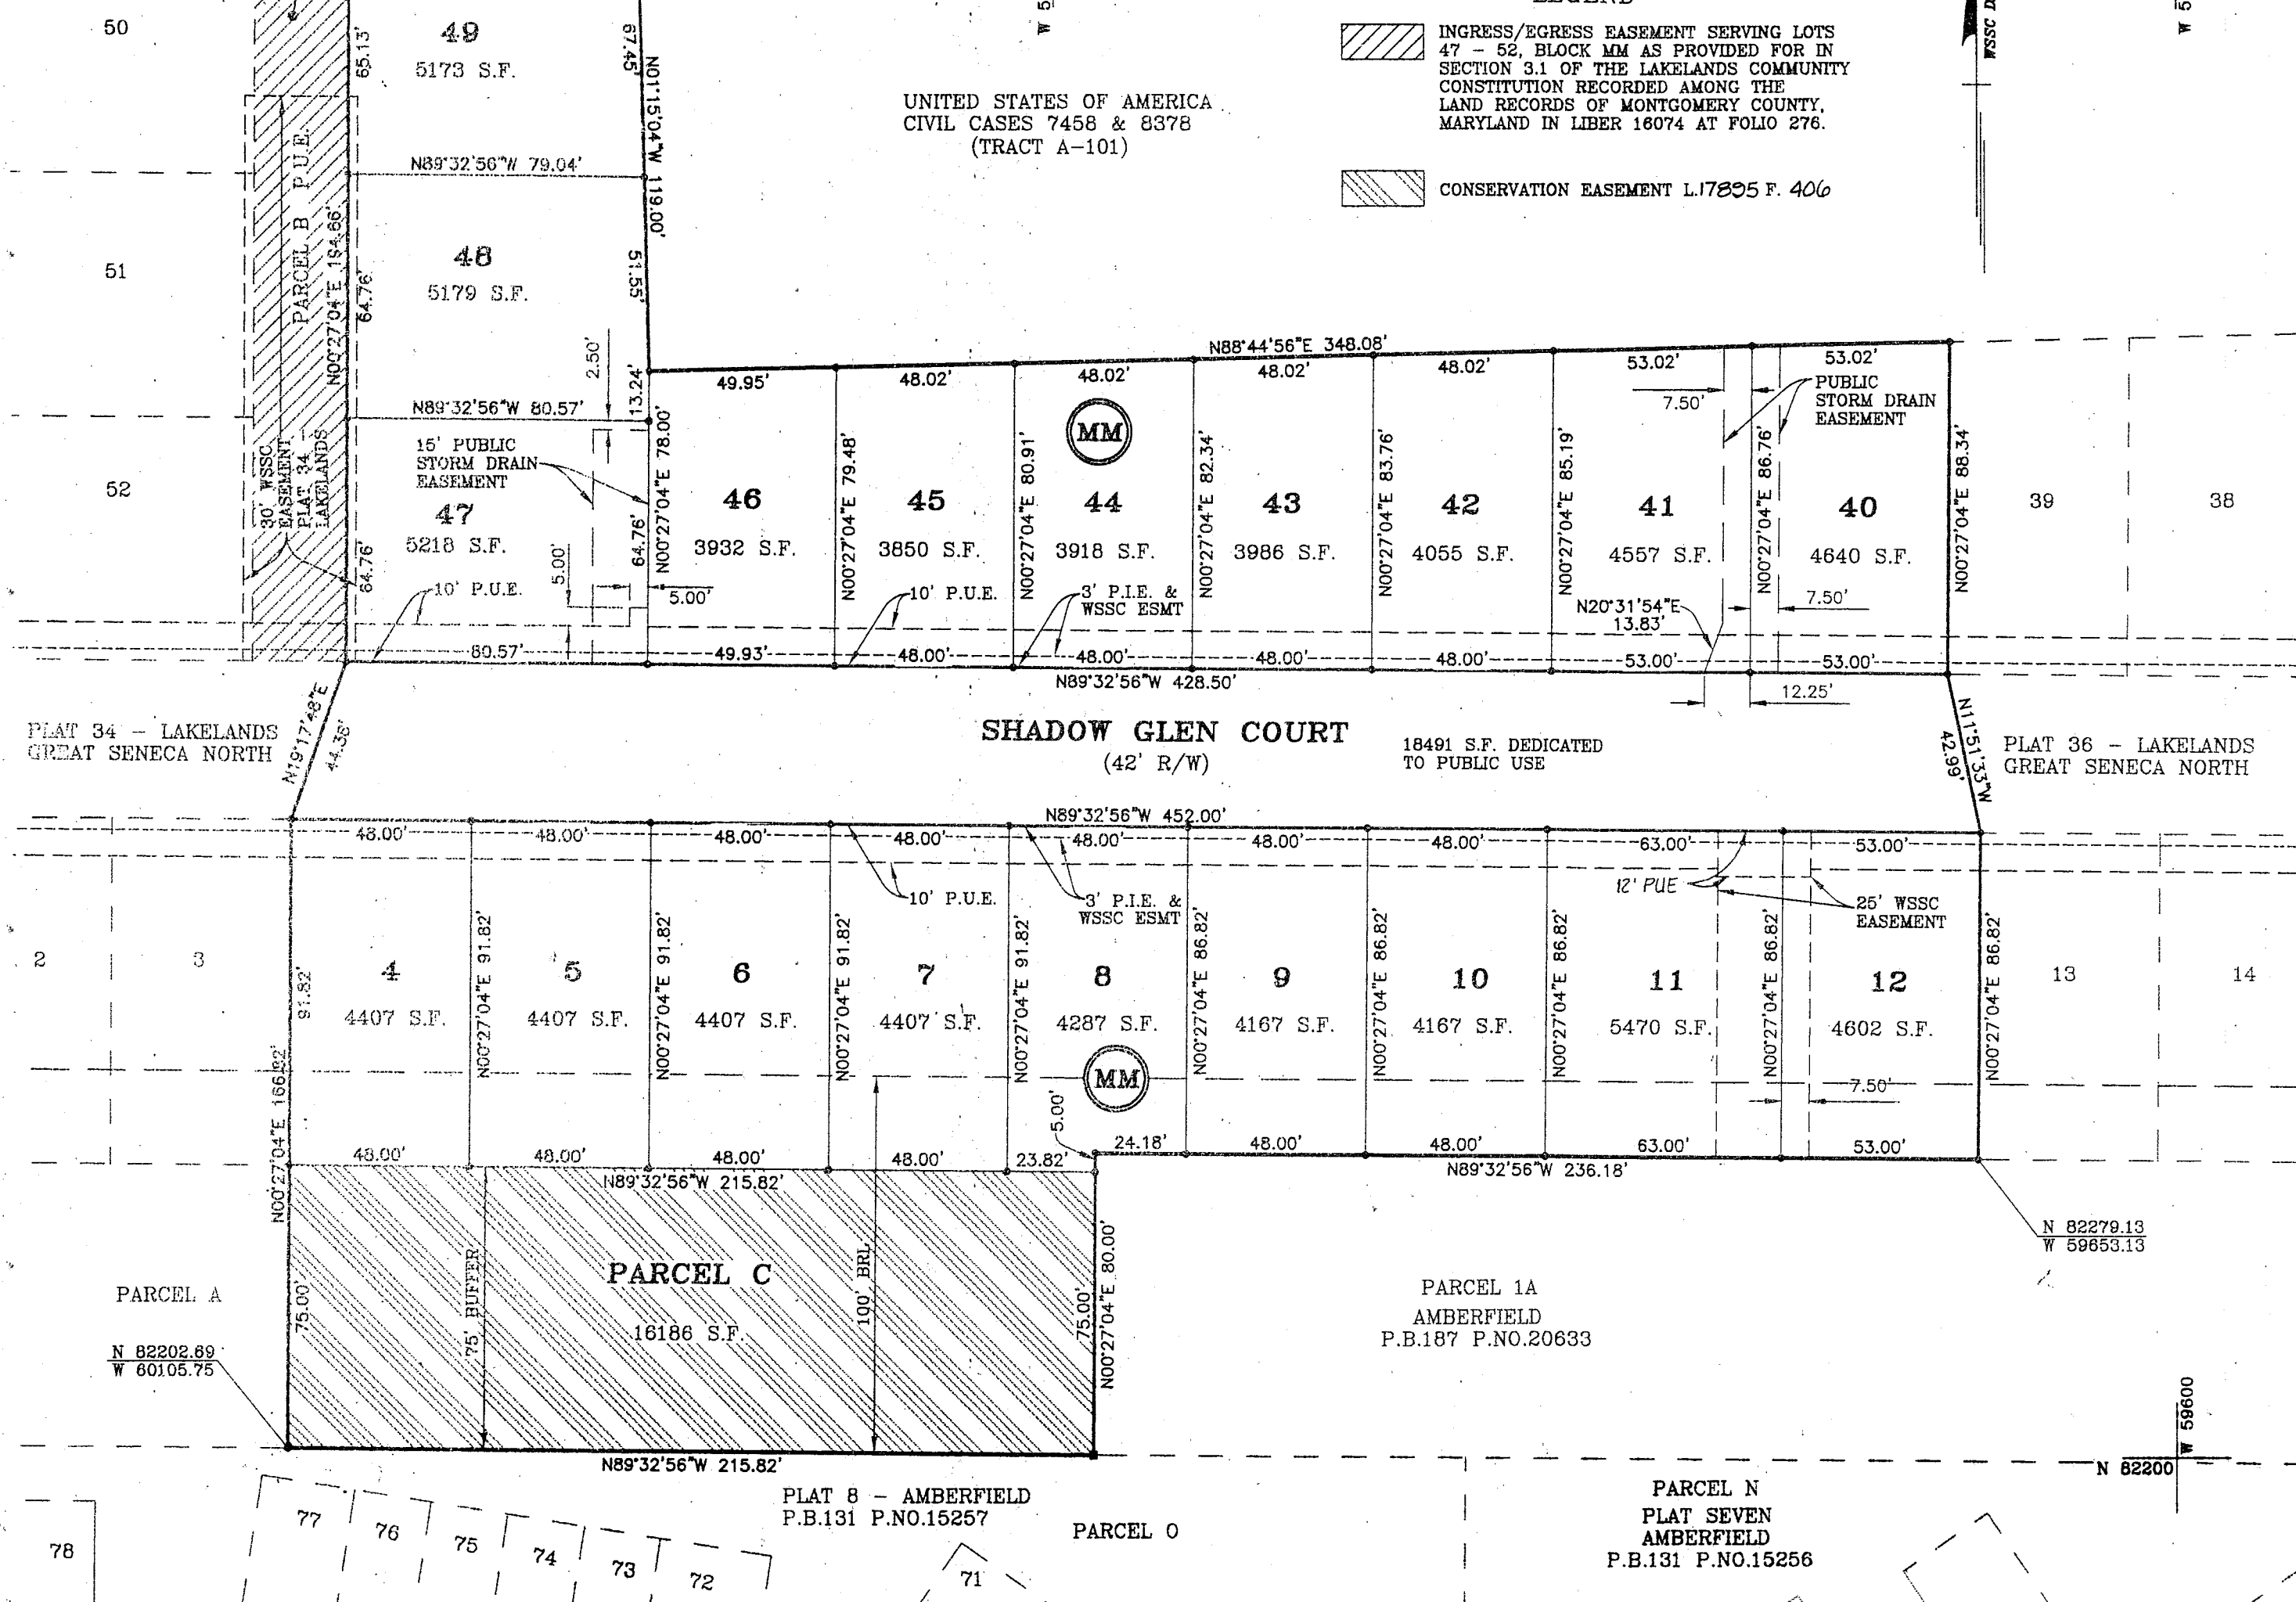 50
49
5173 S.F.
65.13'
67.45'
N01°15'04"W 119.00'
UNITED STATES OF AMERICA
CIVIL CASES 7458 & 8378
(TRACT A-101)
INGRESS/EGRESS EASEMENT SERVING LOTS
47 - 52, BLOCK MM AS PROVIDED FOR IN
SECTION 3.1 OF THE LAKELANDS COMMUNITY
CONSTITUTION RECORDED AMONG THE
LAND RECORDS OF MONTGOMERY COUNTY,
MARYLAND IN LIBER 16074 AT FOLIO 276.
CONSERVATION EASEMENT L.17895 F. 406
WSSC
PARCEL B P.U.E.
N00°27'04"E 194.66'
N89°32'56"W 79.04'
51
48
5179 S.F.
64.76'
51.55'
2.50'
13.24'
N89°32'56"W 80.57'
15' PUBLIC
STORM DRAIN
EASEMENT
52
30' WSSC
EASEMENT
PLAT 34 -
LAKELANDS
47
5218 S.F.
64.76'
64.76'
10' P.U.E.
5.00'
5.00'
80.57'
N88°44'56"E 348.08'
49.95'
48.02'
48.02'
48.02'
48.02'
53.02'
53.02'
7.50'
PUBLIC
STORM DRAIN
EASEMENT
MM
N00°27'04"E 78.00'
46
3932 S.F.
N00°27'04"E 79.48'
45
3850 S.F.
N00°27'04"E 80.91'
44
3918 S.F.
N00°27'04"E 82.34'
43
3986 S.F.
N00°27'04"E 83.76'
42
4055 S.F.
N00°27'04"E 85.19'
41
4557 S.F.
N00°27'04"E 86.76'
40
4640 S.F.
N00°27'04"E 88.34'
39
38
10' P.U.E.
3' P.I.E. &
WSSC ESMT
N20°31'54"E
13.83'
7.50'
49.93'
48.00'
48.00'
48.00'
48.00'
53.00'
53.00'
N89°32'56"W 428.50'
12.25'
PLAT 34 - LAKELANDS
GREAT SENECA NORTH
N19°17'48"E
44.36'
SHADOW GLEN COURT
(42' R/W)
18491 S.F. DEDICATED
TO PUBLIC USE
N11°51'33"W
42.99'
PLAT 36 - LAKELANDS
GREAT SENECA NORTH
N89°32'56"W 452.00'
48.00'
48.00'
48.00'
48.00'
48.00'
48.00'
48.00'
63.00'
53.00'
10' P.U.E.
3' P.I.E. &
WSSC ESMT
12' PUE
25' WSSC
EASEMENT
2
3
91.82'
4
4407 S.F.
N00°27'04"E 91.82'
5
4407 S.F.
N00°27'04"E 91.82'
6
4407 S.F.
N00°27'04"E 91.82'
7
4407 S.F.
N00°27'04"E 91.82'
8
4287 S.F.
N00°27'04"E 86.82'
9
4167 S.F.
N00°27'04"E 86.82'
10
4167 S.F.
N00°27'04"E 86.82'
11
5470 S.F.
N00°27'04"E 86.82'
12
4602 S.F.
N00°27'04"E 86.82'
13
14
MM
7.50'
N00°27'04"E 166.82'
5.00'
48.00'
48.00'
48.00'
48.00'
23.82'
24.18'
48.00'
48.00'
63.00'
53.00'
N89°32'56"W 215.82'
N89°32'56"W 236.18'
N 82279.13
W 59653.13
PARCEL A
75.00'
75' BUFFER
PARCEL C
16186 S.F.
100' BRL
75.00'
N00°27'04"E 80.00'
PARCEL 1A
AMBERFIELD
P.B.187 P.NO.20633
N 82202.69
W 60105.75
N89°32'56"W 215.82'
W 59600
N 82200
PLAT 8 - AMBERFIELD
P.B.131 P.NO.15257
PARCEL O
PARCEL N
PLAT SEVEN
AMBERFIELD
P.B.131 P.NO.15256
78
77
76
75
74
73
72
71